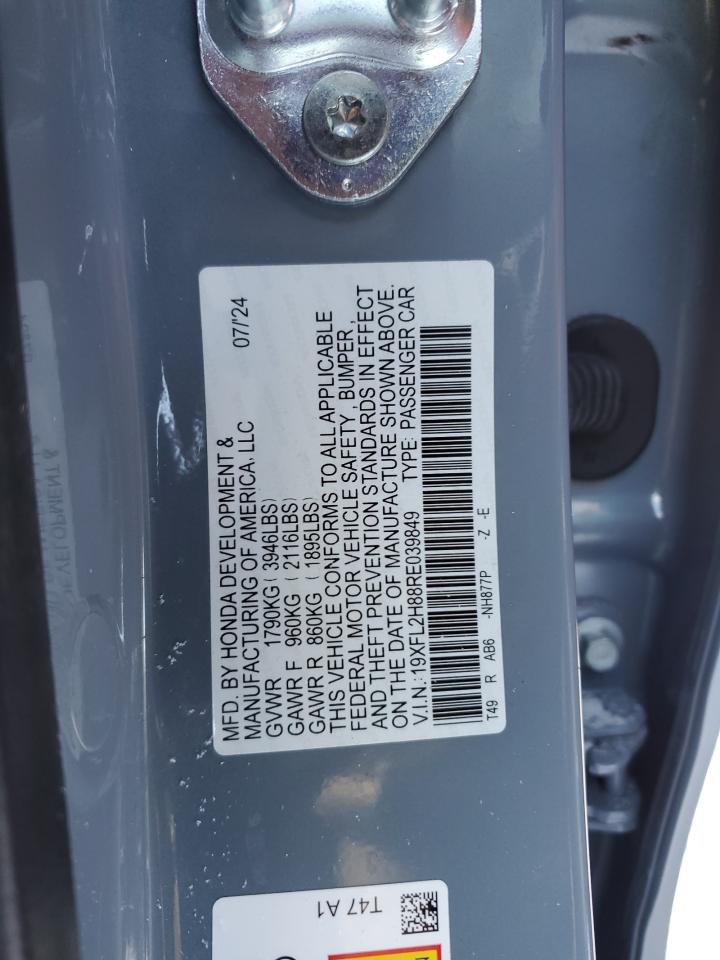 MFD. BY HONDA DEVELOPMENT &
MANUFACTURING OF AMERICA, LLC 07/'24
GVWR 1790KG (3946LBS)
GAWR F 960KG (2116LBS)
GAWR R 860KG (1895LBS)
THIS VEHICLE CONFORMS TO ALL APPLICABLE
FEDERAL MOTOR VEHICLE SAFETY, BUMPER,
AND THEFT PREVENTION STANDARDS IN EFFECT
ON THE DATE OF MANUFACTURE SHOWN ABOVE.
V.I.N.:19XFL2H88RE039849 TYPE: PASSENGER CAR
T49 R AB6 -NH877P -Z -E
T47 A1